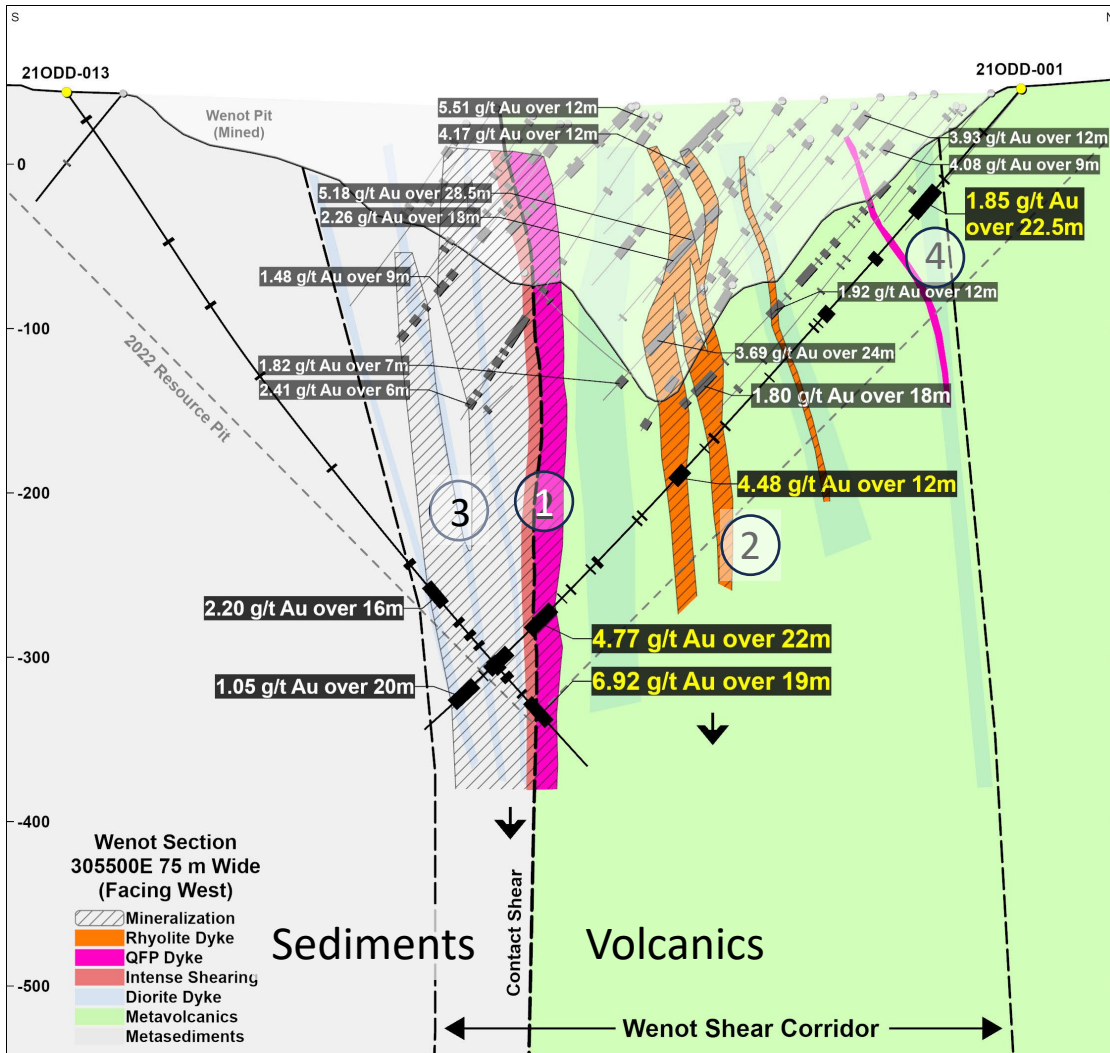 S
N
21ODD-013
21ODD-001
Wenot Pit
(Mined)
5.51 g/t Au over 12m
4.17 g/t Au over 12m
3.93 g/t Au over 12m
4.08 g/t Au over 9m
0
5.18 g/t Au over 28.5m
2.26 g/t Au over 18m
1.85 g/t Au
over 22.5m
4
1.48 g/t Au over 9m
1.92 g/t Au over 12m
-100
2022 Resource Pit
3.69 g/t Au over 24m
1.82 g/t Au over 7m
2.41 g/t Au over 6m
1.80 g/t Au over 18m
-200
4.48 g/t Au over 12m
3
1
2
2.20 g/t Au over 16m
4.77 g/t Au over 22m
-300
6.92 g/t Au over 19m
1.05 g/t Au over 20m
-400
Wenot Section
305500E 75 m Wide
(Facing West)
Mineralization
Rhyolite Dyke
QFP Dyke
Intense Shearing
Diorite Dyke
Metavolcanics
Metasediments
Sediments
Contact Shear
Volcanics
-500
Wenot Shear Corridor